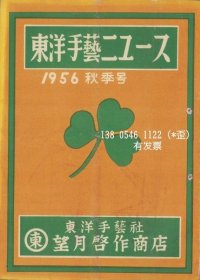 東洋手藝ニュース
1956 秋季号
138 0546 1122 (*歪)
有发票
東洋手藝社
東 望月啓作商店